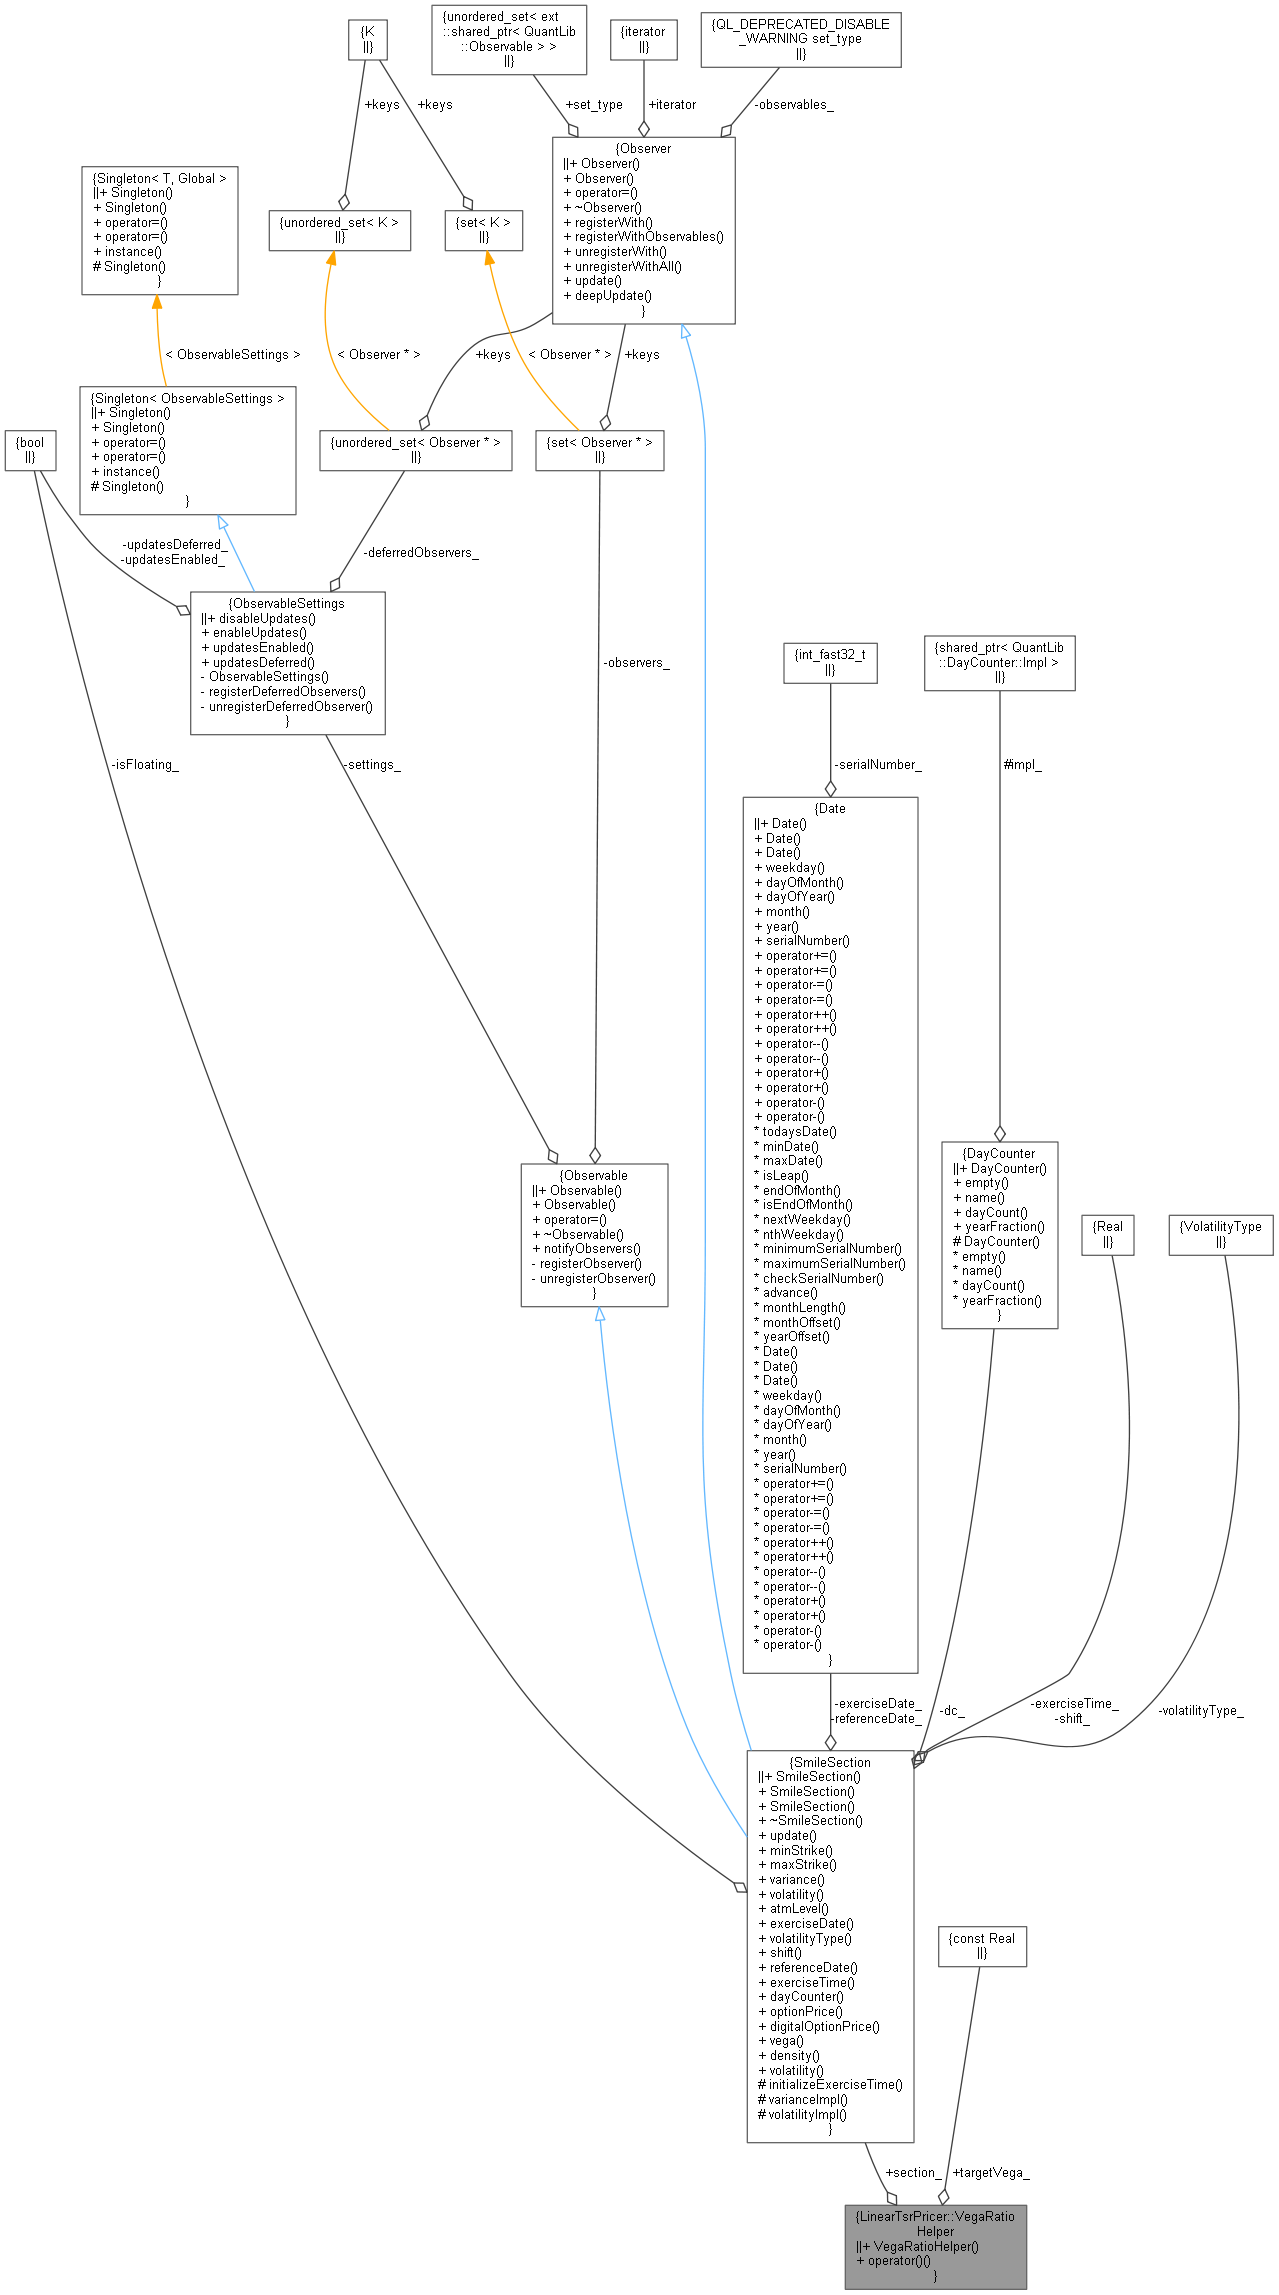 {K
||}
{unordered_set< ext
::shared_ptr< QuantLib
::Observable > >
||}
{iterator
||}
{QL_DEPRECATED_DISABLE
_WARNING set_type
||}
+keys
+keys
+set_type
+iterator
-observables_
{Singleton< T, Global >
||+ Singleton()
+ Singleton()
+ operator=()
+ operator=()
+ instance()
# Singleton()
}
{unordered_set< K >
||}
{set< K >
||}
{Observer
||+ Observer()
+ Observer()
+ operator=()
+ ~Observer()
+ registerWith()
+ registerWithObservables()
+ unregisterWith()
+ unregisterWithAll()
+ update()
+ deepUpdate()
}
< ObservableSettings >
< Observer * >
+keys
< Observer * >
+keys
{bool
||}
{Singleton< ObservableSettings >
||+ Singleton()
+ Singleton()
+ operator=()
+ operator=()
+ instance()
# Singleton()
}
{unordered_set< Observer * >
||}
{set< Observer * >
||}
-updatesDeferred_
-updatesEnabled_
-deferredObservers_
{ObservableSettings
||+ disableUpdates()
+ enableUpdates()
+ updatesEnabled()
+ updatesDeferred()
- ObservableSettings()
- registerDeferredObservers()
- unregisterDeferredObserver()
}
-observers_
{int_fast32_t
||}
{shared_ptr< QuantLib
::DayCounter::Impl >
||}
-isFloating_
-settings_
-serialNumber_
#impl_
{Date
||+ Date()
+ Date()
+ Date()
+ weekday()
+ dayOfMonth()
+ dayOfYear()
+ month()
+ year()
+ serialNumber()
+ operator+=()
+ operator+=()
+ operator-=()
+ operator-=()
+ operator++()
+ operator++()
+ operator--()
+ operator--()
+ operator+()
+ operator+()
+ operator-()
+ operator-()
* todaysDate()
* minDate()
* maxDate()
* isLeap()
* endOfMonth()
* isEndOfMonth()
* nextWeekday()
* nthWeekday()
* minimumSerialNumber()
* maximumSerialNumber()
* checkSerialNumber()
* advance()
* monthLength()
* monthOffset()
* yearOffset()
* Date()
* Date()
* Date()
* weekday()
* dayOfMonth()
* dayOfYear()
* month()
* year()
* serialNumber()
* operator+=()
* operator+=()
* operator-=()
* operator-=()
* operator++()
* operator++()
* operator--()
* operator--()
* operator+()
* operator+()
* operator-()
* operator-()
}
{Observable
||+ Observable()
+ Observable()
+ operator=()
+ ~Observable()
+ notifyObservers()
- registerObserver()
- unregisterObserver()
}
{DayCounter
||+ DayCounter()
+ empty()
+ name()
+ dayCount()
+ yearFraction()
# DayCounter()
* empty()
* name()
* dayCount()
* yearFraction()
}
{Real
||}
{VolatilityType
||}
-exerciseDate_
-referenceDate_
-dc_
-exerciseTime_
-shift_
-volatilityType_
{SmileSection
||+ SmileSection()
+ SmileSection()
+ SmileSection()
+ ~SmileSection()
+ update()
+ minStrike()
+ maxStrike()
+ variance()
+ volatility()
+ atmLevel()
+ exerciseDate()
+ volatilityType()
+ shift()
+ referenceDate()
+ exerciseTime()
+ dayCounter()
+ optionPrice()
+ digitalOptionPrice()
+ vega()
+ density()
+ volatility()
# initializeExerciseTime()
# varianceImpl()
# volatilityImpl()
}
{const Real
||}
+section_
+targetVega_
{LinearTsrPricer::VegaRatio
Helper
||+ VegaRatioHelper()
+ operator()()
}